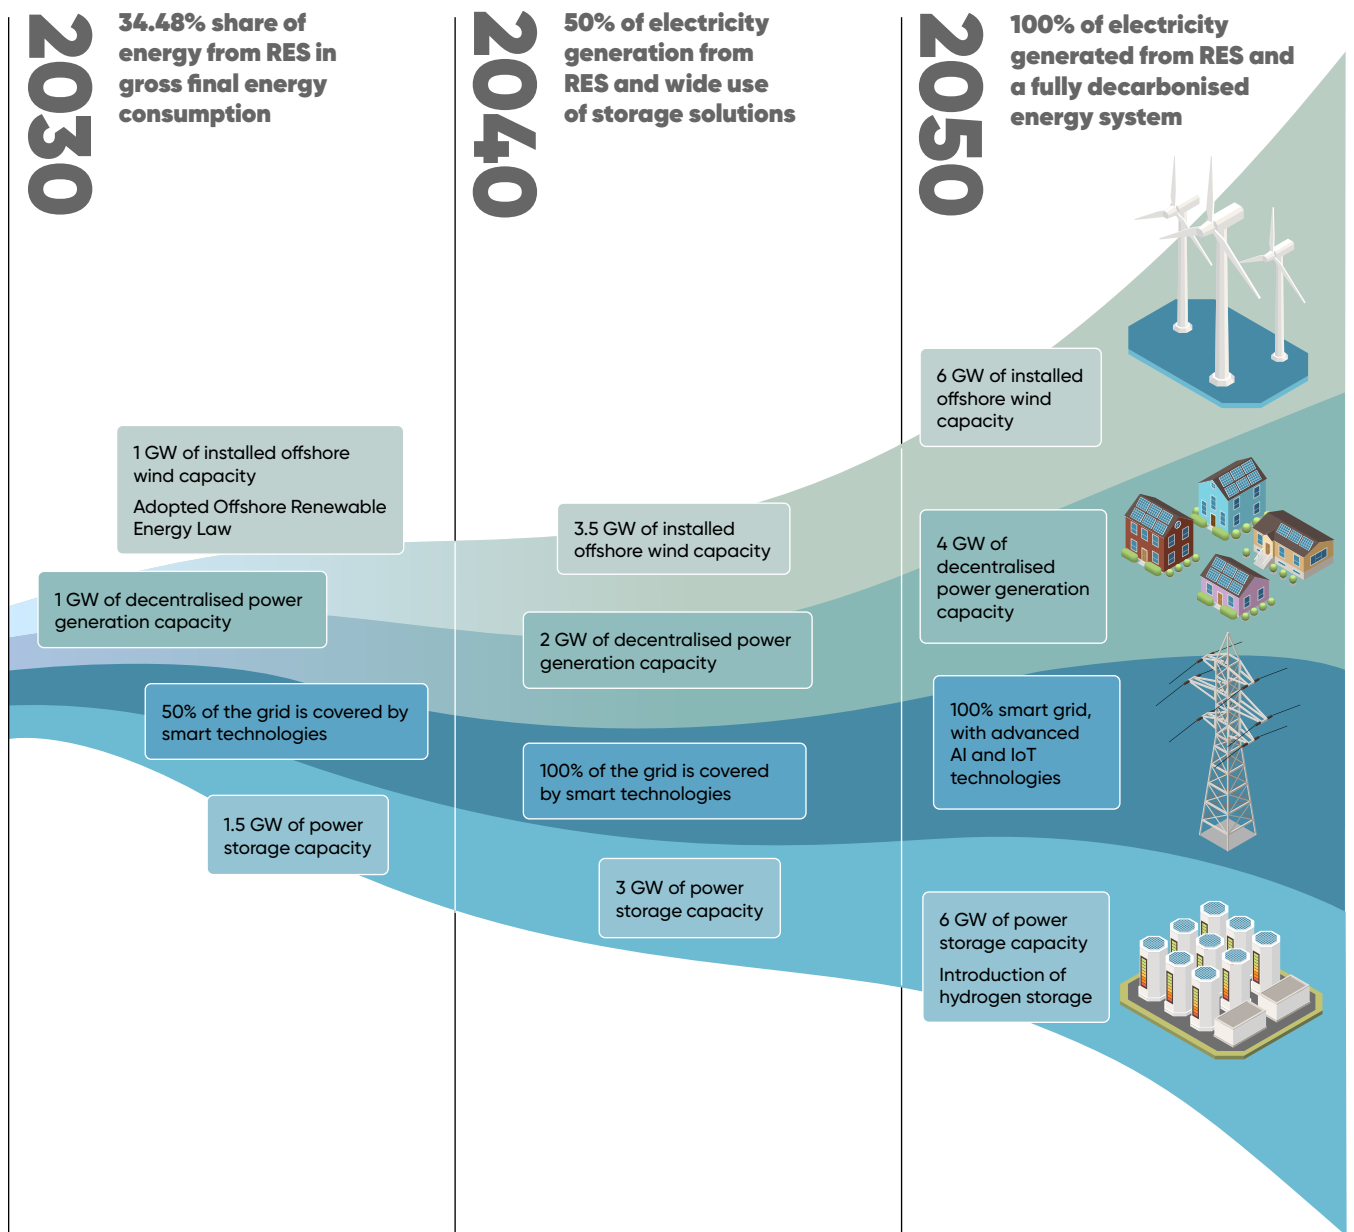 2030
34.48% share of
energy from RES in
gross final energy
consumption
1 GW of installed offshore
wind capacity
Adopted Offshore Renewable
Energy Law
1 GW of decentralised power
generation capacity
50% of the grid is covered by
smart technologies
1.5 GW of power
storage capacity
2040
50% of electricity
generation from
RES and wide use
of storage solutions
3.5 GW of installed
offshore wind capacity
2 GW of decentralised power
generation capacity
100% of the grid is covered
by smart technologies
3 GW of power
storage capacity
2050
100% of electricity
generated from RES and
a fully decarbonised
energy system
6 GW of installed
offshore wind
capacity
4 GW of
decentralised
power generation
capacity
100% smart grid,
with advanced
AI and IoT
technologies
6 GW of power
storage capacity
Introduction of
hydrogen storage